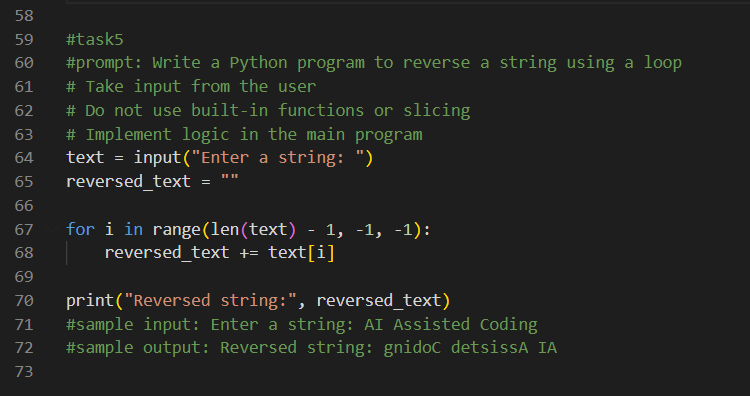 58
59 #task5
60 #prompt: Write a Python program to reverse a string using a loop
61 # Take input from the user
62 # Do not use built-in functions or slicing
63 # Implement logic in the main program
64 text = input("Enter a string: ")
65 reversed_text = ""
66
67 for i in range(len(text) - 1, -1, -1):
68     reversed_text += text[i]
69
70 print("Reversed string:", reversed_text)
71 #sample input: Enter a string: AI Assisted Coding
72 #sample output: Reversed string: gnidoC detsissA IA
73